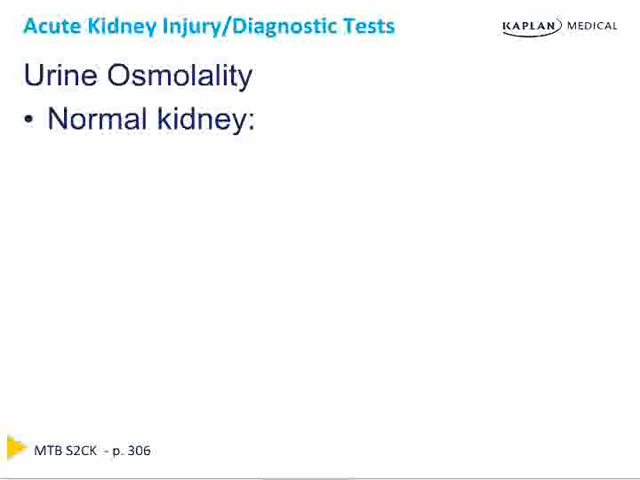 Acute Kidney Injury/Diagnostic Tests
KAPLAN MEDICAL
Urine Osmolality
• Normal kidney:
MTB S2CK - p. 306